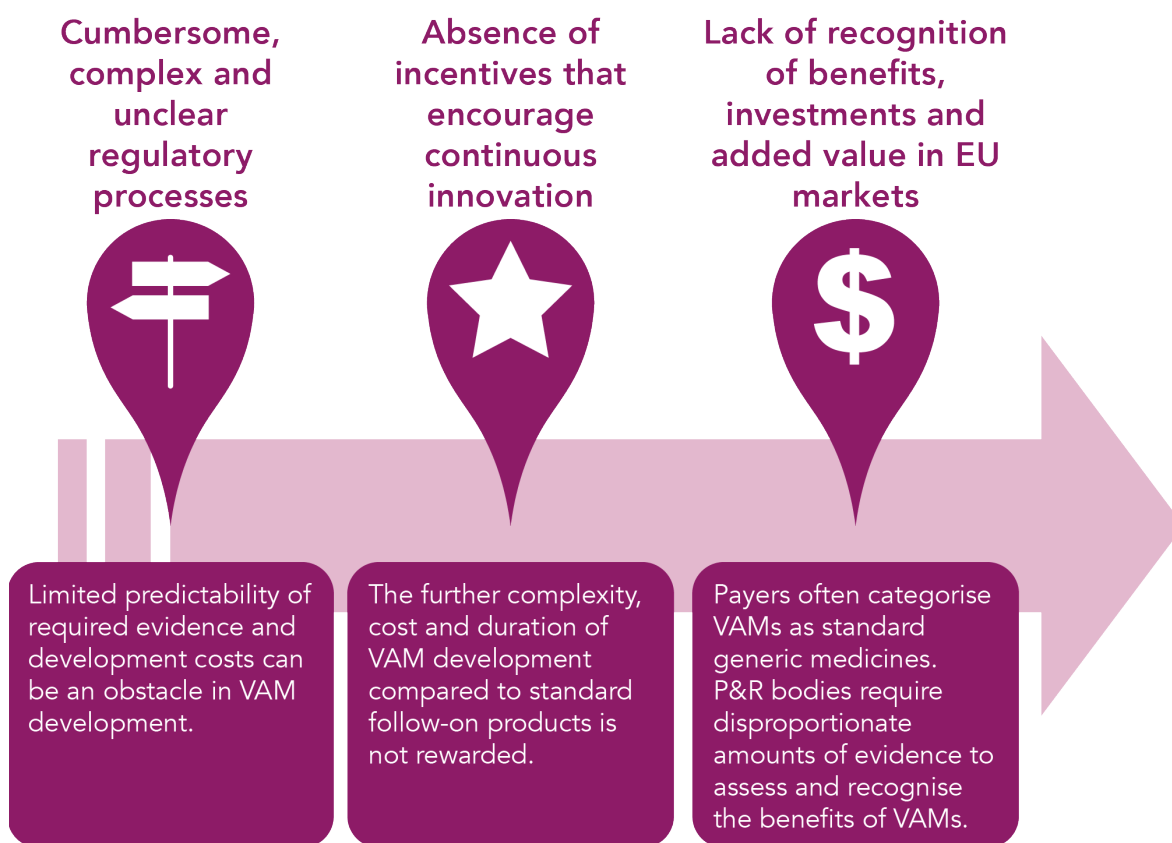 Cumbersome,
complex and
unclear
regulatory
processes
Absence of
incentives that
encourage
continuous
innovation
Lack of recognition
of benefits,
investments and
added value in EU
markets
$
Limited predictability of
required evidence and
development costs can
be an obstacle in VAM
development.
The further complexity,
cost and duration of
VAM development
compared to standard
follow-on products is
not rewarded.
Payers often categorise
VAMs as standard
generic medicines.
P&R bodies require
disproportionate
amounts of evidence to
assess and recognise
the benefits of VAMs.